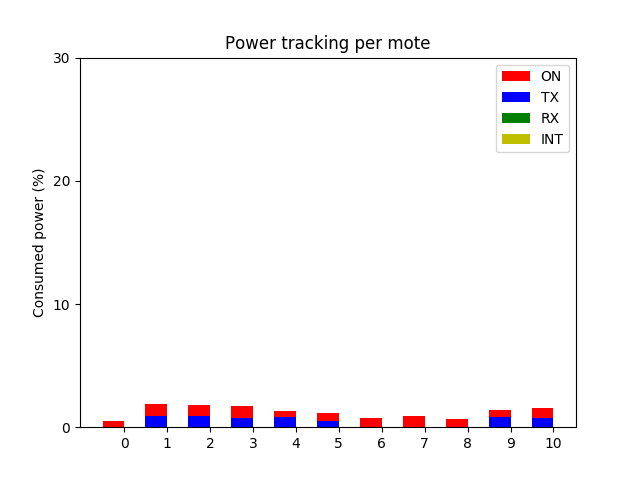 Power tracking per mote
Consumed power (%)
30
20
10
0
ON
TX
RX
INT
0 1 2 3 4 5 6 7 8 9 10